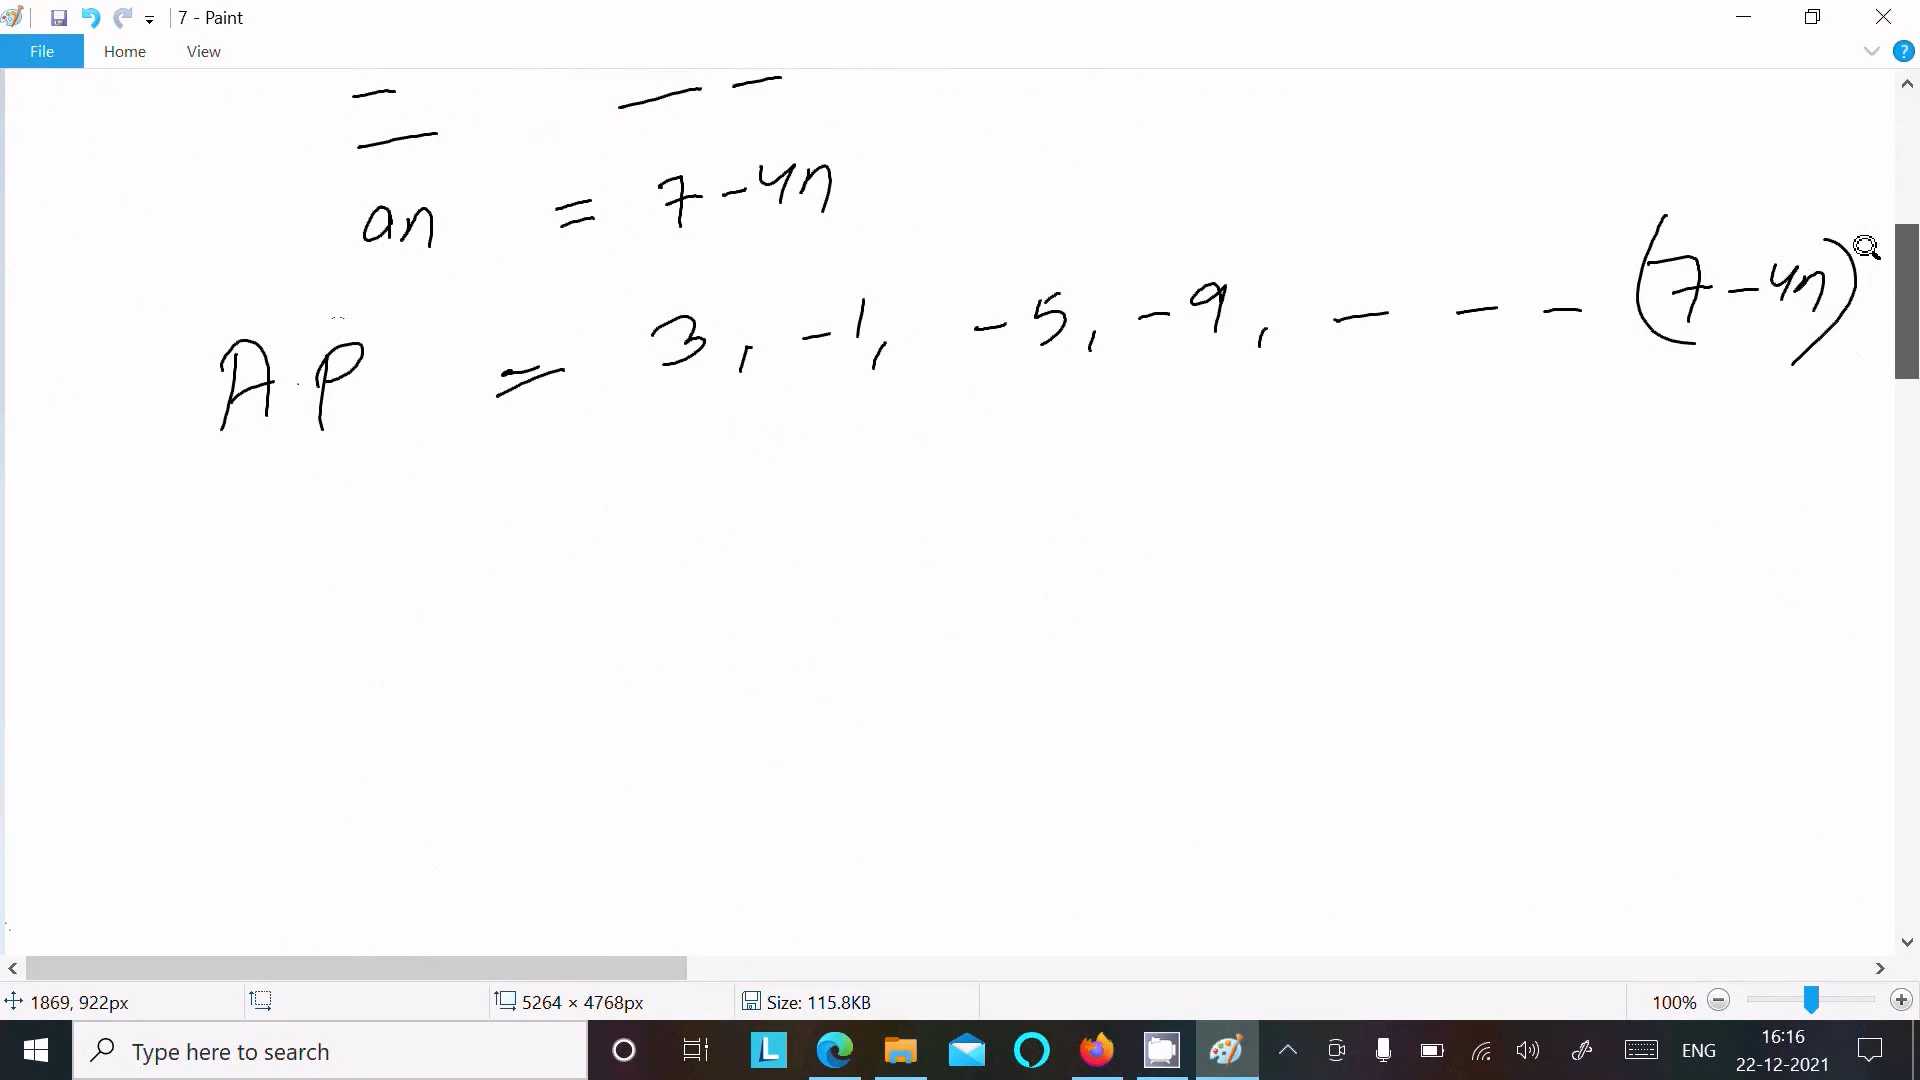 7 - Paint
File Home View
an = 7-4n
A.P = 3, -1, -5, -9, - - - (7-4n)
1869, 922px 5264 × 4768px Size: 115.8KB 100%
Type here to search
L
ENG
16:16
22-12-2021